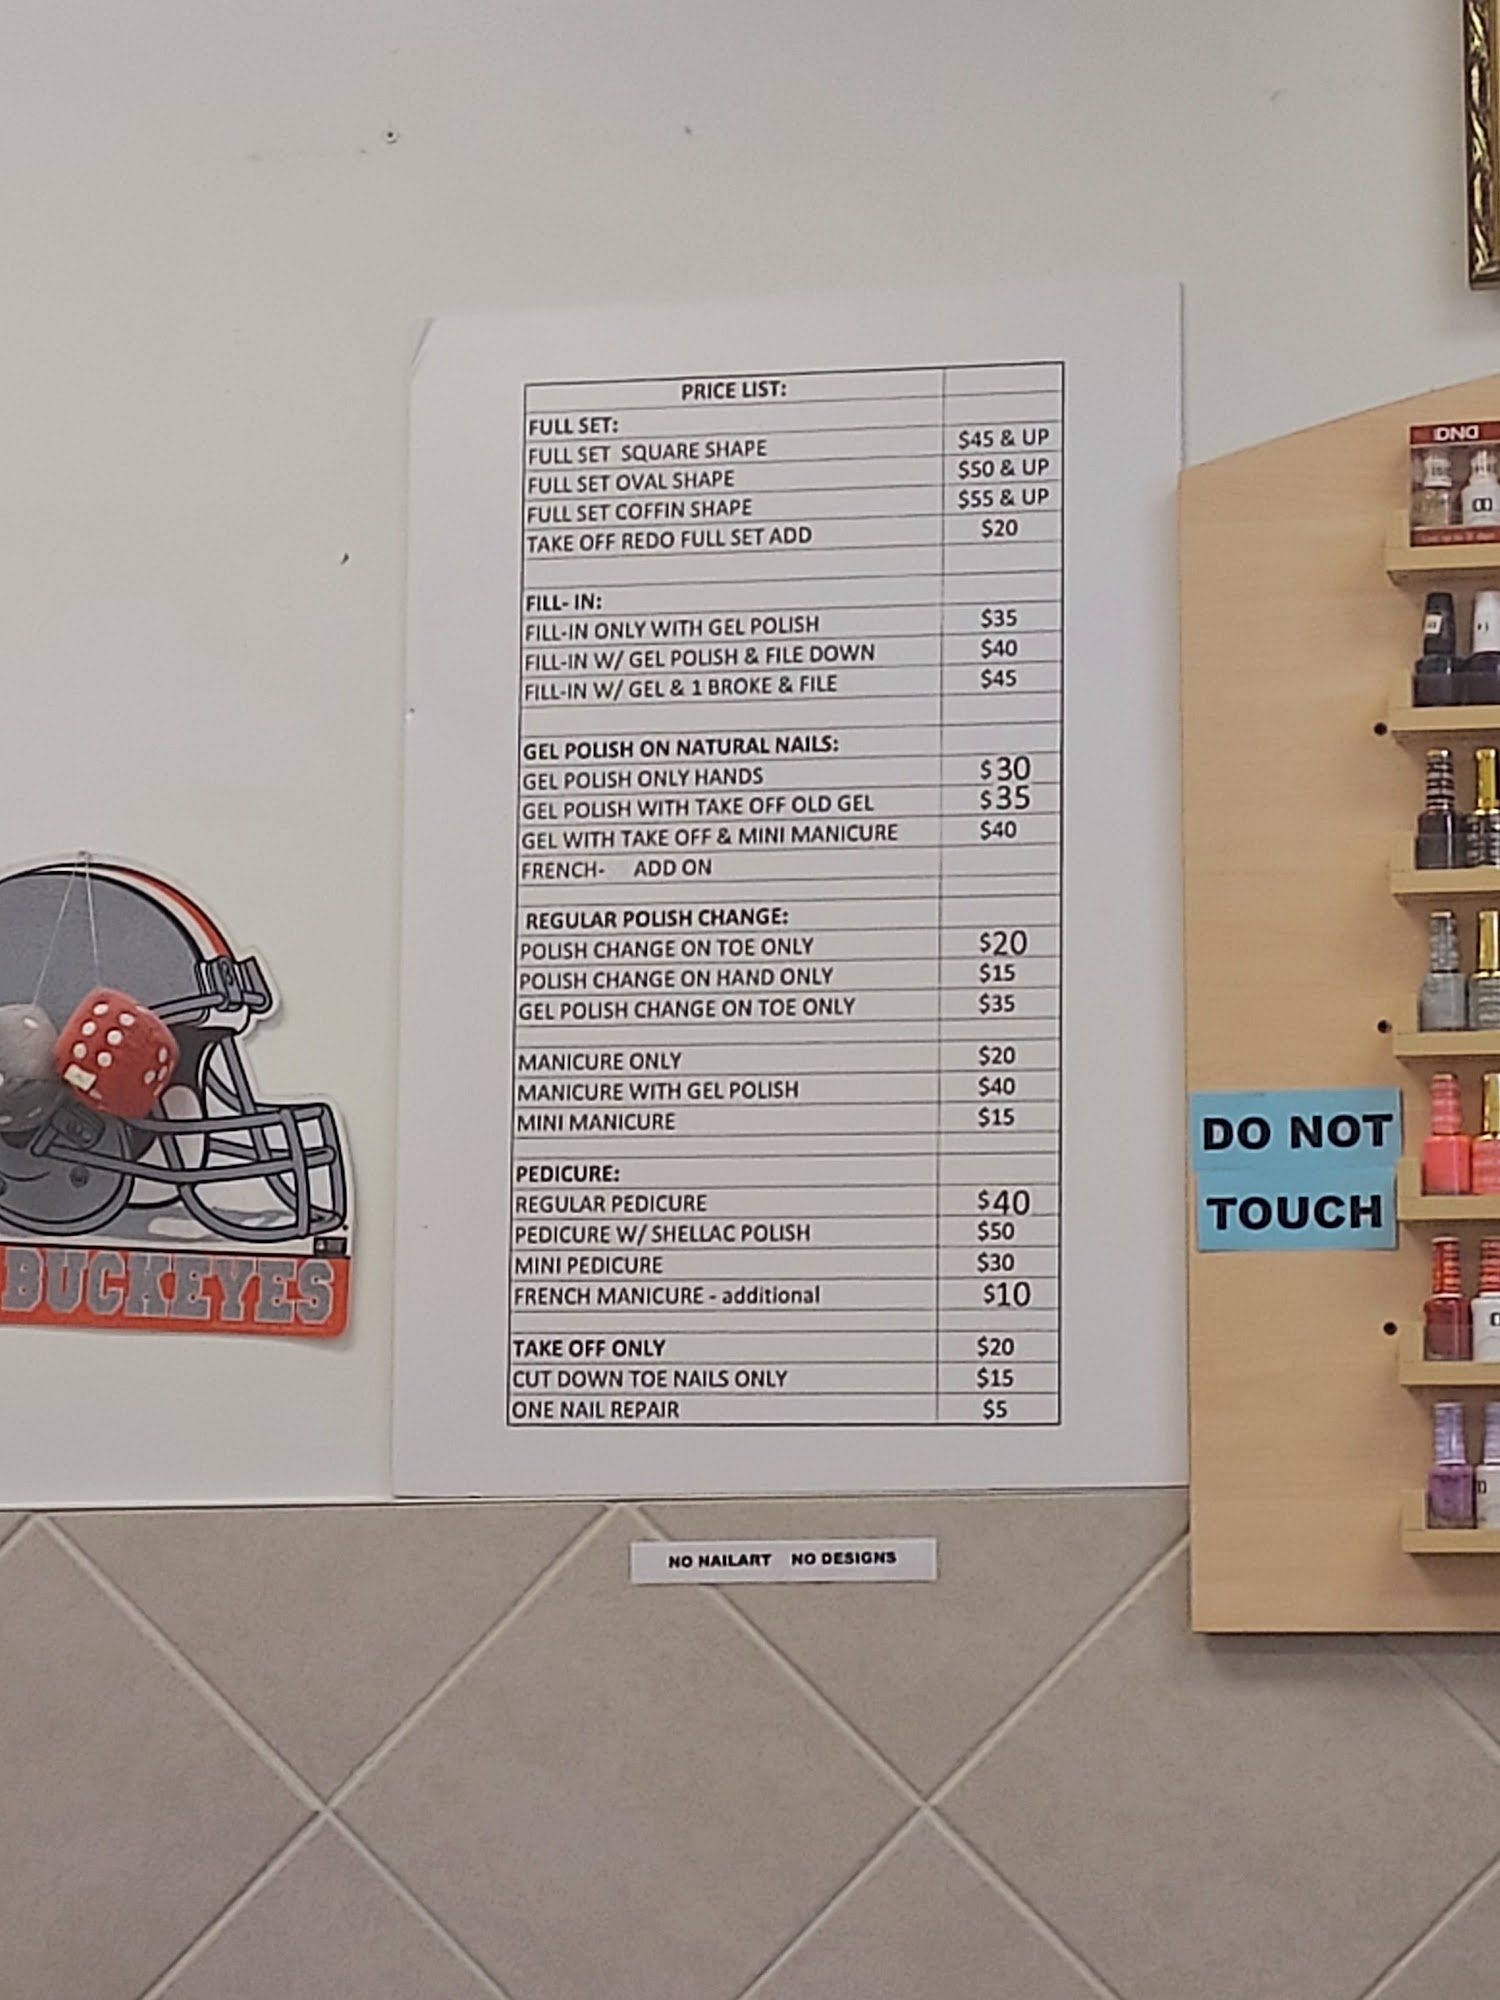 PRICE LIST:
FULL SET:
FULL SET SQUARE SHAPE $45 & UP
FULL SET OVAL SHAPE $50 & UP
FULL SET COFFIN SHAPE $55 & UP
TAKE OFF REDO FULL SET ADD $20
FILL- IN:
FILL-IN ONLY WITH GEL POLISH $35
FILL-IN W/ GEL POLISH & FILE DOWN $40
FILL-IN W/ GEL & 1 BROKE & FILE $45
GEL POLISH ON NATURAL NAILS:
GEL POLISH ONLY HANDS $30
GEL POLISH WITH TAKE OFF OLD GEL $35
GEL WITH TAKE OFF & MINI MANICURE $40
FRENCH- ADD ON
REGULAR POLISH CHANGE:
POLISH CHANGE ON TOE ONLY $20
POLISH CHANGE ON HAND ONLY $15
GEL POLISH CHANGE ON TOE ONLY $35
MANICURE ONLY $20
MANICURE WITH GEL POLISH $40
MINI MANICURE $15
PEDICURE:
REGULAR PEDICURE $40
PEDICURE W/ SHELLAC POLISH $50
MINI PEDICURE $30
FRENCH MANICURE - additional $10
TAKE OFF ONLY $20
CUT DOWN TOE NAILS ONLY $15
ONE NAIL REPAIR $5
NO NAILART NO DESIGNS
BUCKEYES
DND
DO NOT
TOUCH